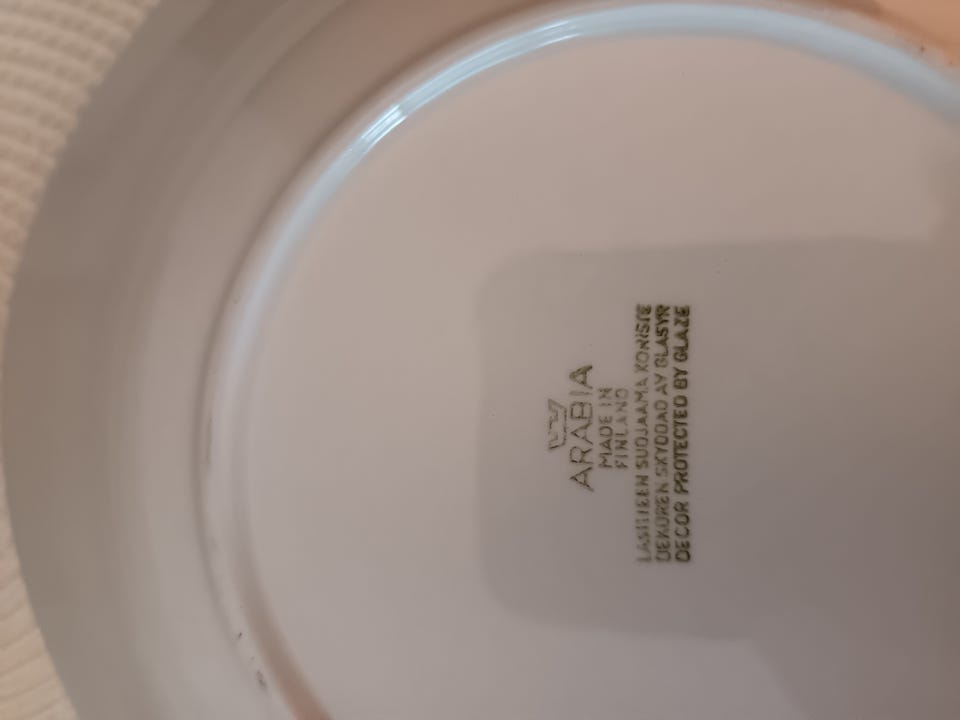 ARABIA
MADE IN
FINLAND
LASITTEEN SUOJAAMA KORISTE
DEKOREN SKYDDAD AV GLASYR
DECOR PROTECTED BY GLAZE